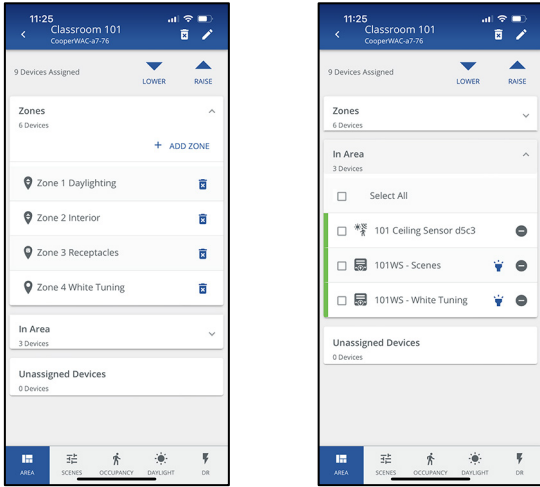 11:25
Classroom 101
CooperWAC-a7-76
9 Devices Assigned
LOWER
RAISE
Zones
6 Devices
+ ADD ZONE
Zone 1 Daylighting
Zone 2 Interior
Zone 3 Receptacles
Zone 4 White Tuning
In Area
3 Devices
Unassigned Devices
0 Devices
AREA
SCENES
OCCUPANCY
DAYLIGHT
DR
11:25
Classroom 101
CooperWAC-a7-76
9 Devices Assigned
LOWER
RAISE
Zones
6 Devices
In Area
3 Devices
Select All
101 Ceiling Sensor d5c3
101WS - Scenes
101WS - White Tuning
Unassigned Devices
0 Devices
AREA
SCENES
OCCUPANCY
DAYLIGHT
DR